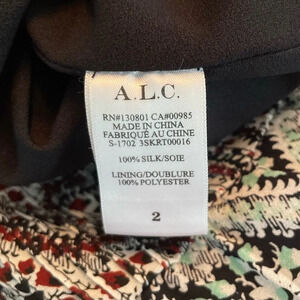 A.L.C.
RN#130801 CA#00985
MADE IN CHINA
FABRIQUÉ AU CHINE
S-1702 3SKRT00016
100% SILK/SOIE
LINING/DOUBLURE
100% POLYESTER
2